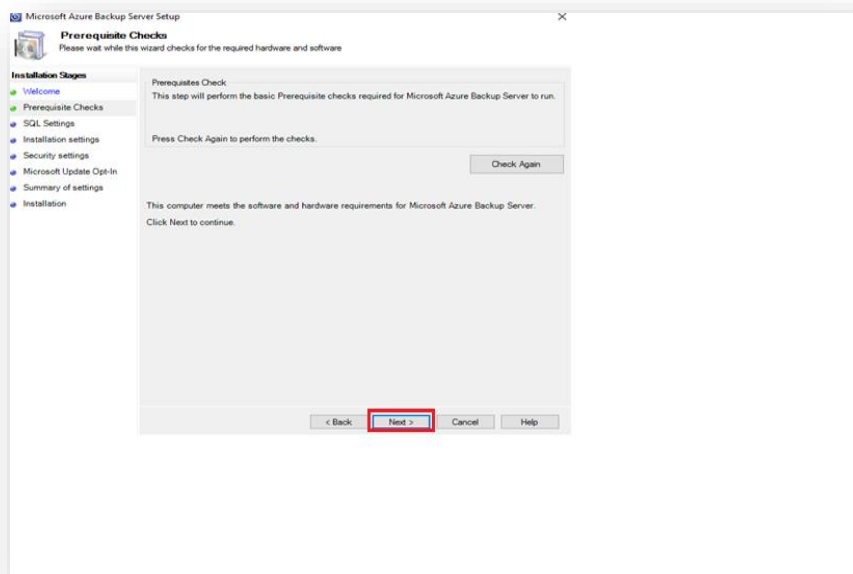 Microsoft Azure Backup Server Setup
Prerequisite Checks
Please wait while this wizard checks for the required hardware and software
Installation Stages
Welcome
Prerequisite Checks
SQL Settings
Installation settings
Security settings
Microsoft Update Opt-In
Summary of settings
Installation
Prerequisites Check
This step will perform the basic Prerequisite checks required for Microsoft Azure Backup Server to run.
Press Check Again to perform the checks.
Check Again
This computer meets the software and hardware requirements for Microsoft Azure Backup Server.
Click Next to continue.
< Back
Next >
Cancel
Help